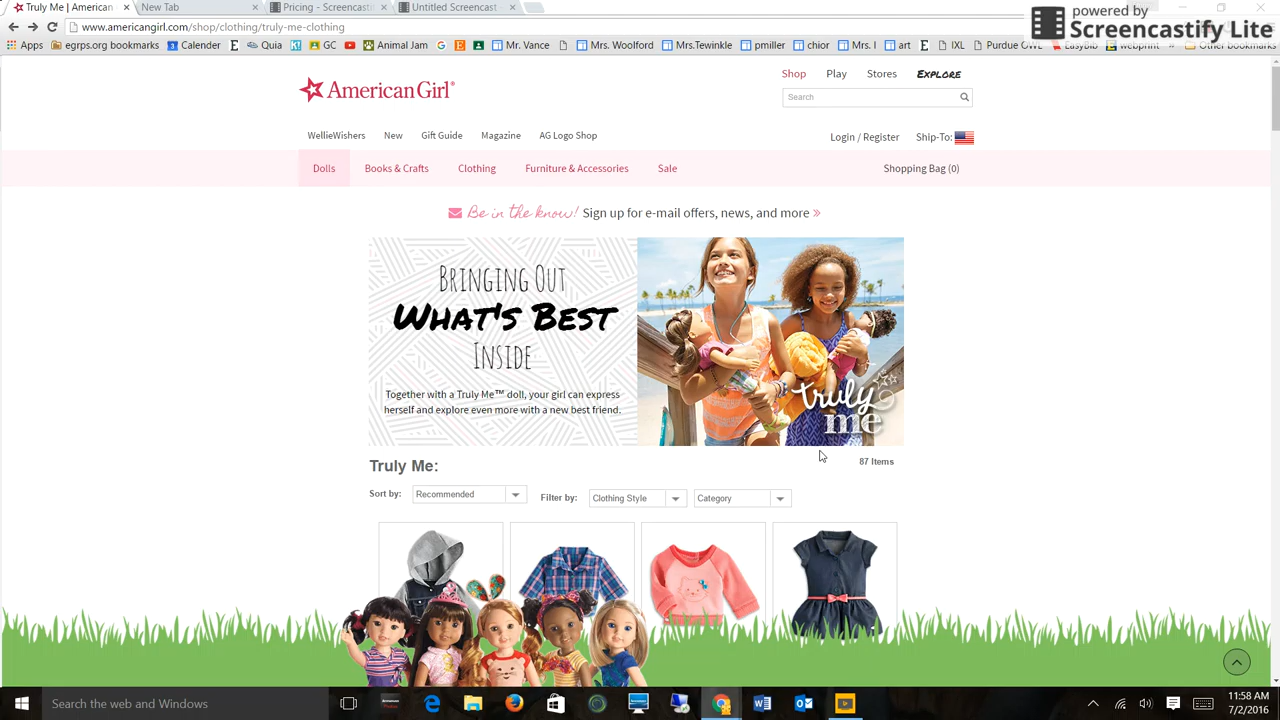 Truly Me | American
New Tab
Pricing - Screencastify
Untitled Screencast -
powered by
Screencastify Lite
www.americangirl.com/shop/clothing/truly-me-clothing
Apps
egrps.org bookmarks
Calendar
Quia
Animal Jam
Mr. Vance
Mrs. Woolford
Mrs.Tewinkle
pmiller
chior
Mrs. I
art
IXL
Purdue OWL
EasyBib
webprint
Other bookmarks
AmericanGirl®
Shop Play Stores Explore
Search
WellieWishers New Gift Guide Magazine AG Logo Shop
Login / Register Ship-To:
Dolls Books & Crafts Clothing Furniture & Accessories Sale Shopping Bag (0)
Be in the know! Sign up for e-mail offers, news, and more »
Bringing Out
What's Best
Inside
Together with a Truly Me™ doll, your girl can express
herself and explore even more with a new best friend.
truly
me
Truly Me:
87 Items
Sort by: Recommended Filter by: Clothing Style Category
Search the web and Windows
11:58 AM
7/2/2016